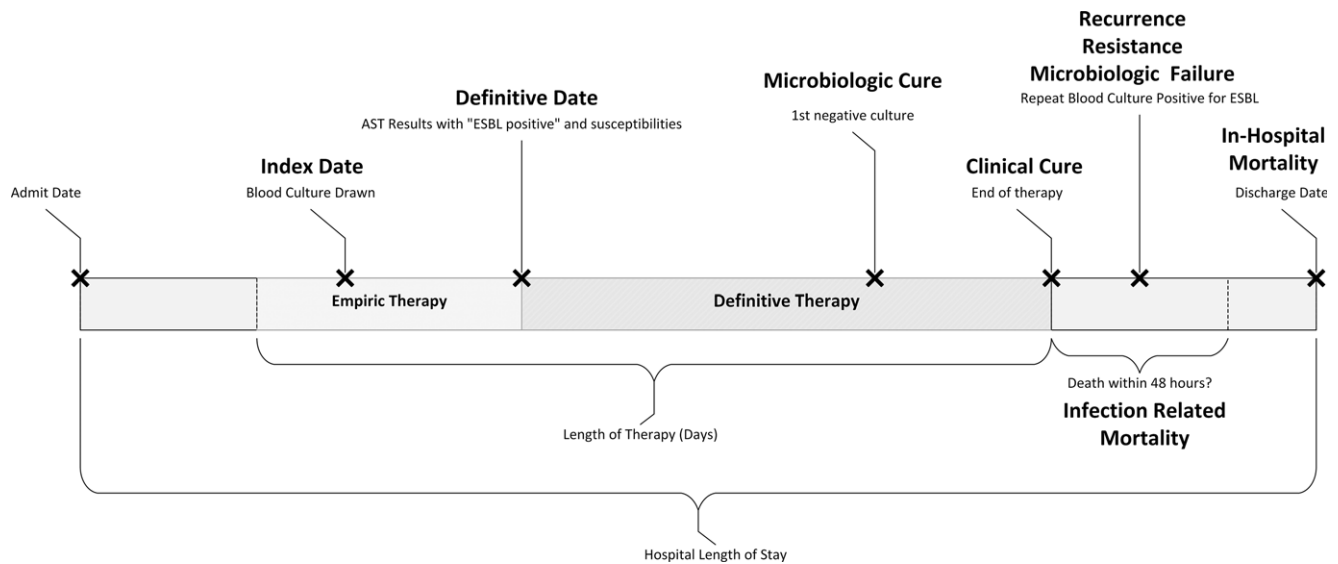 Recurrence
Resistance
Microbiologic Failure
Repeat Blood Culture Positive for ESBL
Microbiologic Cure
1st negative culture
Definitive Date
AST Results with "ESBL positive" and susceptibilities
In-Hospital
Mortality
Discharge Date
Index Date
Blood Culture Drawn
Clinical Cure
End of therapy
Admit Date
Empiric Therapy
Definitive Therapy
Death within 48 hours?
Infection Related
Mortality
Length of Therapy (Days)
Hospital Length of Stay